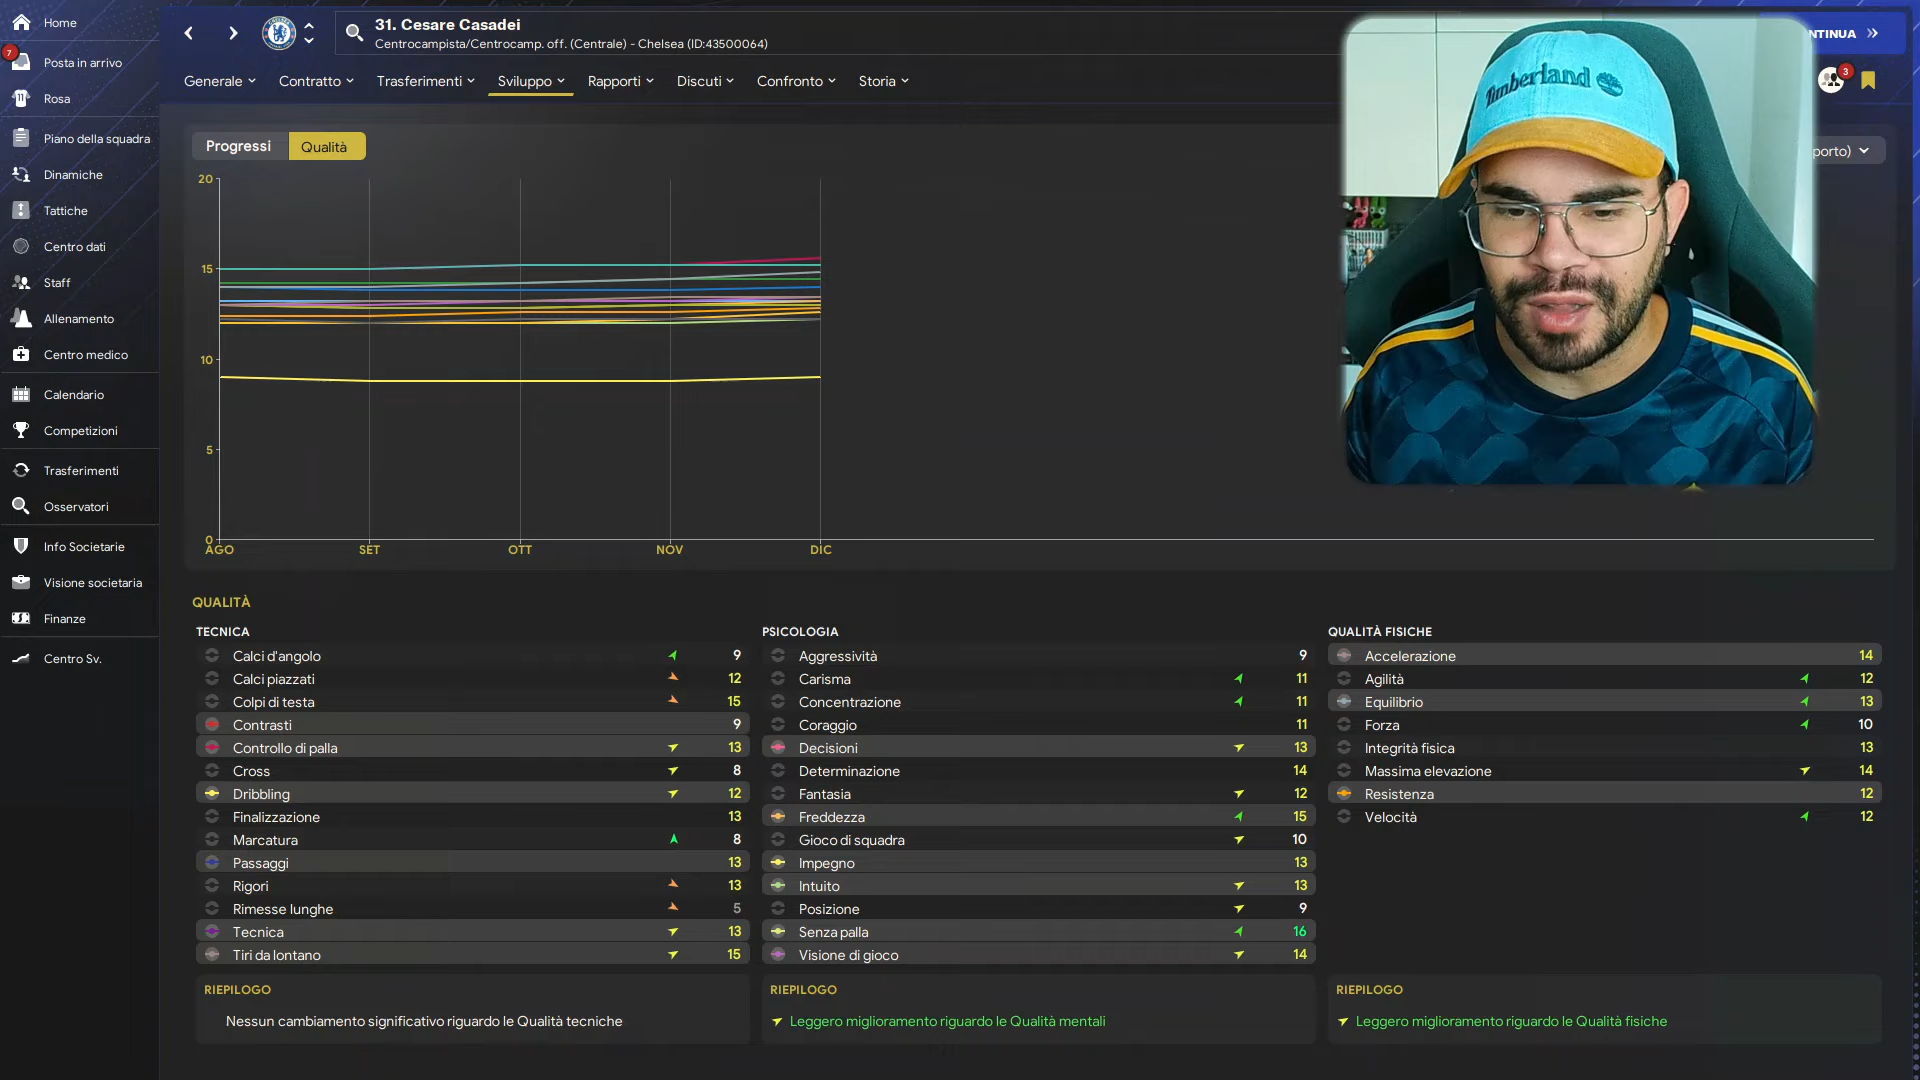 Home
7
Posta in arrivo
Rosa
Piano della squadra
Dinamiche
Tattiche
Centro dati
Staff
Allenamento
Centro medico
Calendario
Competizioni
Trasferimenti
Osservatori
Info Societarie
Visione societaria
Finanze
Centro Sv.
31. Cesare Casadei
Centrocampista/Centrocamp. off. (Centrale) - Chelsea (ID:43500064)
NTINUA
Generale
Contratto
Trasferimenti
Sviluppo
Rapporti
Discuti
Confronto
Storia
3
Timberland
Progressi
Qualità
porto)
20
15
10
5
0
AGO
SET
OTT
NOV
DIC
QUALITÀ
TECNICA
Calci d'angolo 9
Calci piazzati 12
Colpi di testa 15
Contrasti 9
Controllo di palla 13
Cross 8
Dribbling 12
Finalizzazione 13
Marcatura 8
Passaggi 13
Rigori 13
Rimesse lunghe 5
Tecnica 13
Tiri da lontano 15
RIEPILOGO
Nessun cambiamento significativo riguardo le Qualità tecniche
PSICOLOGIA
Aggressività 9
Carisma 11
Concentrazione 11
Coraggio 11
Decisioni 13
Determinazione 14
Fantasia 12
Freddezza 15
Gioco di squadra 10
Impegno 13
Intuito 13
Posizione 9
Senza palla 16
Visione di gioco 14
RIEPILOGO
Leggero miglioramento riguardo le Qualità mentali
QUALITÀ FISICHE
Accelerazione 14
Agilità 12
Equilibrio 13
Forza 10
Integrità fisica 13
Massima elevazione 14
Resistenza 12
Velocità 12
RIEPILOGO
Leggero miglioramento riguardo le Qualità fisiche